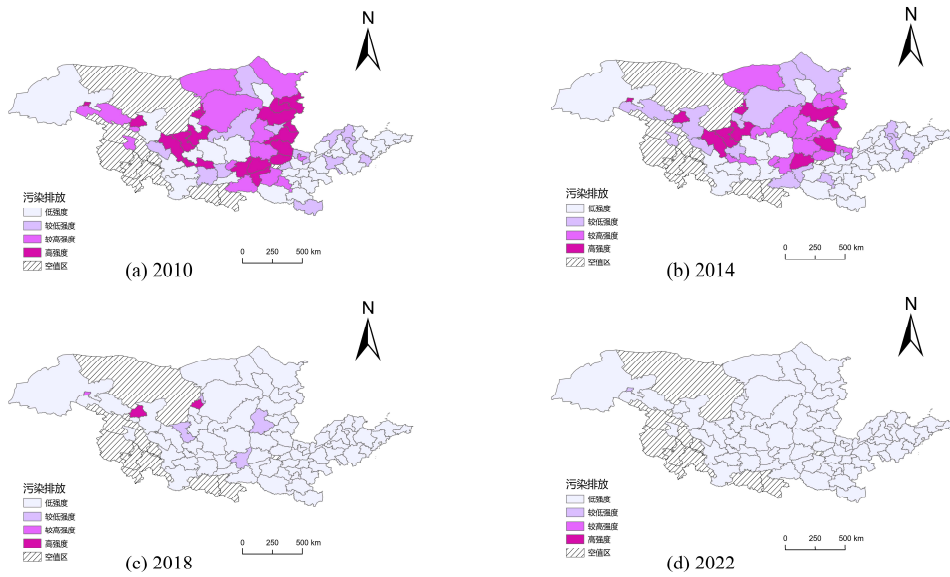 N
污染排放
低强度
较低强度
较高强度
高强度
空值区
0 250 500 km
(a) 2010
N
污染排放
低强度
较低强度
较高强度
高强度
空值区
0 250 500 km
(b) 2014
N
污染排放
低强度
较低强度
较高强度
高强度
空值区
0 250 500 km
(c) 2018
N
污染排放
低强度
较低强度
较高强度
高强度
空值区
0 250 500 km
(d) 2022